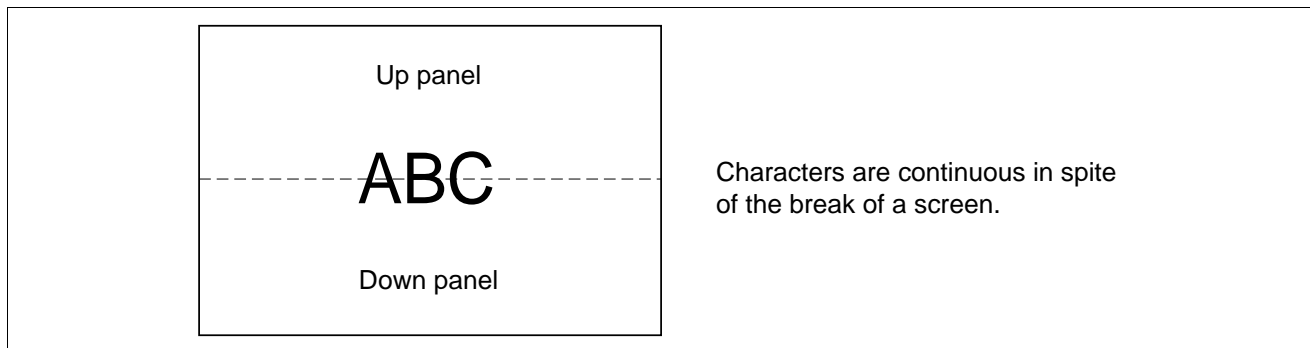 Up panel
ABC
Characters are continuous in spite
of the break of a screen.
Down panel